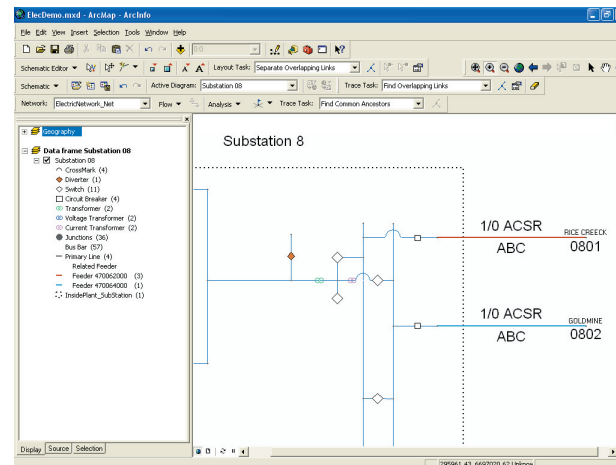 ElecDemo.mxd - ArcMap - ArcInfo
File Edit View Insert Selection Tools Window Help
Schematic Editor Layout Task: Separate Overlapping Links
Schematic Active Diagram: Substation 08 Trace Task: Find Overlapping Links
Network: ElectricNetwork_Net Flow Analysis Trace Task: Find Common Ancestors
Geography
Data frame Substation 08
Substation 08
CrossMark (4)
Diverter (1)
Switch (11)
Circuit Breaker (4)
Transformer (2)
Voltage Transformer (2)
Current Transformer (2)
Junctions (36)
Bus Bar (57)
Primary Line (4)
Related Feeder
Feeder 470062000 (3)
Feeder 470064000 (1)
InsidePlant_SubStation (1)
Substation 8
1/0 ACSR RICE CREECK
ABC 0801
1/0 ACSR GOLDMINE
ABC 0802
Display Source Selection